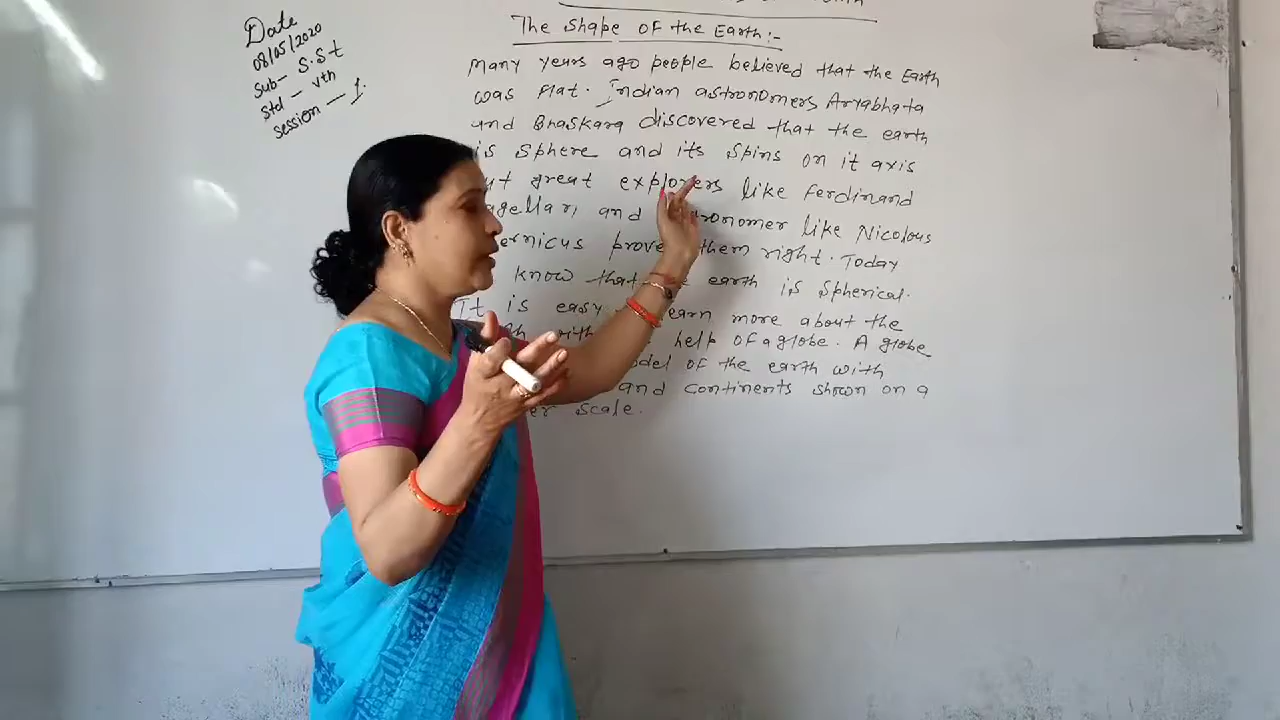 Date
08/05/2020
Sub- S.St
Std - Vth
Session - 1.
The Shape of the Earth:-
Many years ago people believed that the Earth
was flat. Indian astronomers Aryabhata
and Bhaskara discovered that the earth
is sphere and its spins on it axis
great explorers like Ferdinand
and like Nicolous
prove them right. Today
know that earth is spherical.
It is easy more about the
help of a globe. A globe
of the earth with
and continents shown on a
scale.